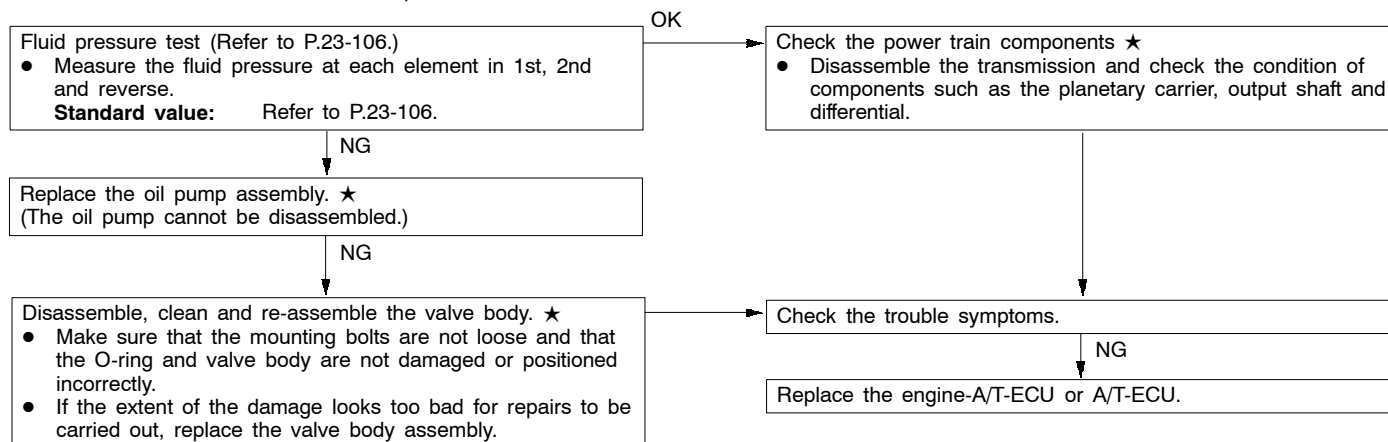 Fluid pressure test (Refer to P.23-106.)
● Measure the fluid pressure at each element in 1st, 2nd
and reverse.
Standard value: Refer to P.23-106.
OK
Check the power train components ★
● Disassemble the transmission and check the condition of
components such as the planetary carrier, output shaft and
differential.
NG
Replace the oil pump assembly. ★
(The oil pump cannot be disassembled.)
NG
Disassemble, clean and re-assemble the valve body. ★
● Make sure that the mounting bolts are not loose and that
the O-ring and valve body are not damaged or positioned
incorrectly.
● If the extent of the damage looks too bad for repairs to be
carried out, replace the valve body assembly.
Check the trouble symptoms.
NG
Replace the engine-A/T-ECU or A/T-ECU.